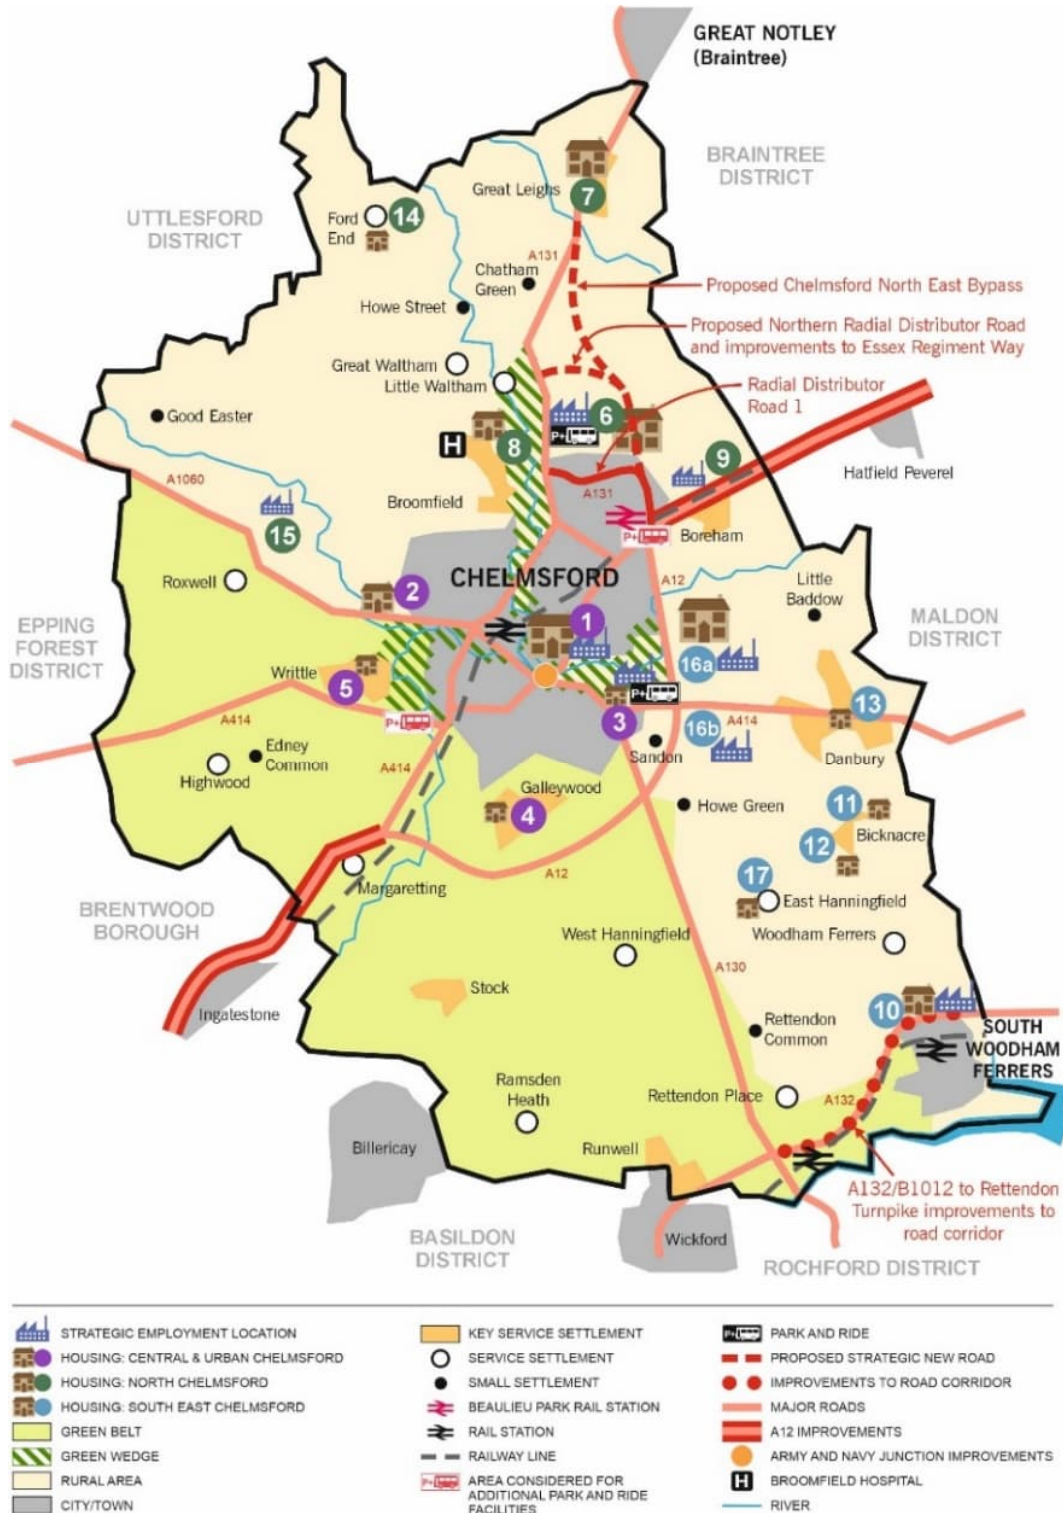 GREAT NOTLEY
(Braintree)
BRAINTREE
DISTRICT
UTTLESFORD
DISTRICT
Great Leighs
7
Ford
End
14
A131
Chatham
Green
Howe Street
Proposed Chelmsford North East Bypass
Proposed Northern Radial Distributor Road
and improvements to Essex Regiment Way
Great Waltham
Little Waltham
Radial Distributor
Road 1
Good Easter
6
P+
H
8
9
Hatfield Peverel
A1060
A131
Broomfield
15
P+
Boreham
CHELMSFORD
A12
Roxwell
2
Little
Baddow
EPPING
FOREST
DISTRICT
MALDON
DISTRICT
1
16a
Writtle
5
P+
3
13
P+
A414
16b
A414
Sandon
Danbury
Edney
Common
Highwood
A414
Galleywood
4
Howe Green
11
Bicknacre
12
Margaretting
A12
17
East Hanningfield
BRENTWOOD
BOROUGH
West Hanningfield
Woodham Ferrers
A130
Stock
10
Ingatestone
Rettendon
Common
SOUTH
WOODHAM
FERRERS
Ramsden
Heath
Rettendon Place
A132
Billericay
Runwell
A132/B1012 to Rettendon
Turnpike improvements to
road corridor
BASILDON
DISTRICT
Wickford
ROCHFORD DISTRICT
STRATEGIC EMPLOYMENT LOCATION
HOUSING: CENTRAL & URBAN CHELMSFORD
HOUSING: NORTH CHELMSFORD
HOUSING: SOUTH EAST CHELMSFORD
GREEN BELT
GREEN WEDGE
RURAL AREA
CITY/TOWN
KEY SERVICE SETTLEMENT
SERVICE SETTLEMENT
SMALL SETTLEMENT
BEAULIEU PARK RAIL STATION
RAIL STATION
RAILWAY LINE
P+
AREA CONSIDERED FOR
ADDITIONAL PARK AND RIDE
FACILITIES
P+
PARK AND RIDE
PROPOSED STRATEGIC NEW ROAD
IMPROVEMENTS TO ROAD CORRIDOR
MAJOR ROADS
A12 IMPROVEMENTS
ARMY AND NAVY JUNCTION IMPROVEMENTS
H
BROOMFIELD HOSPITAL
RIVER